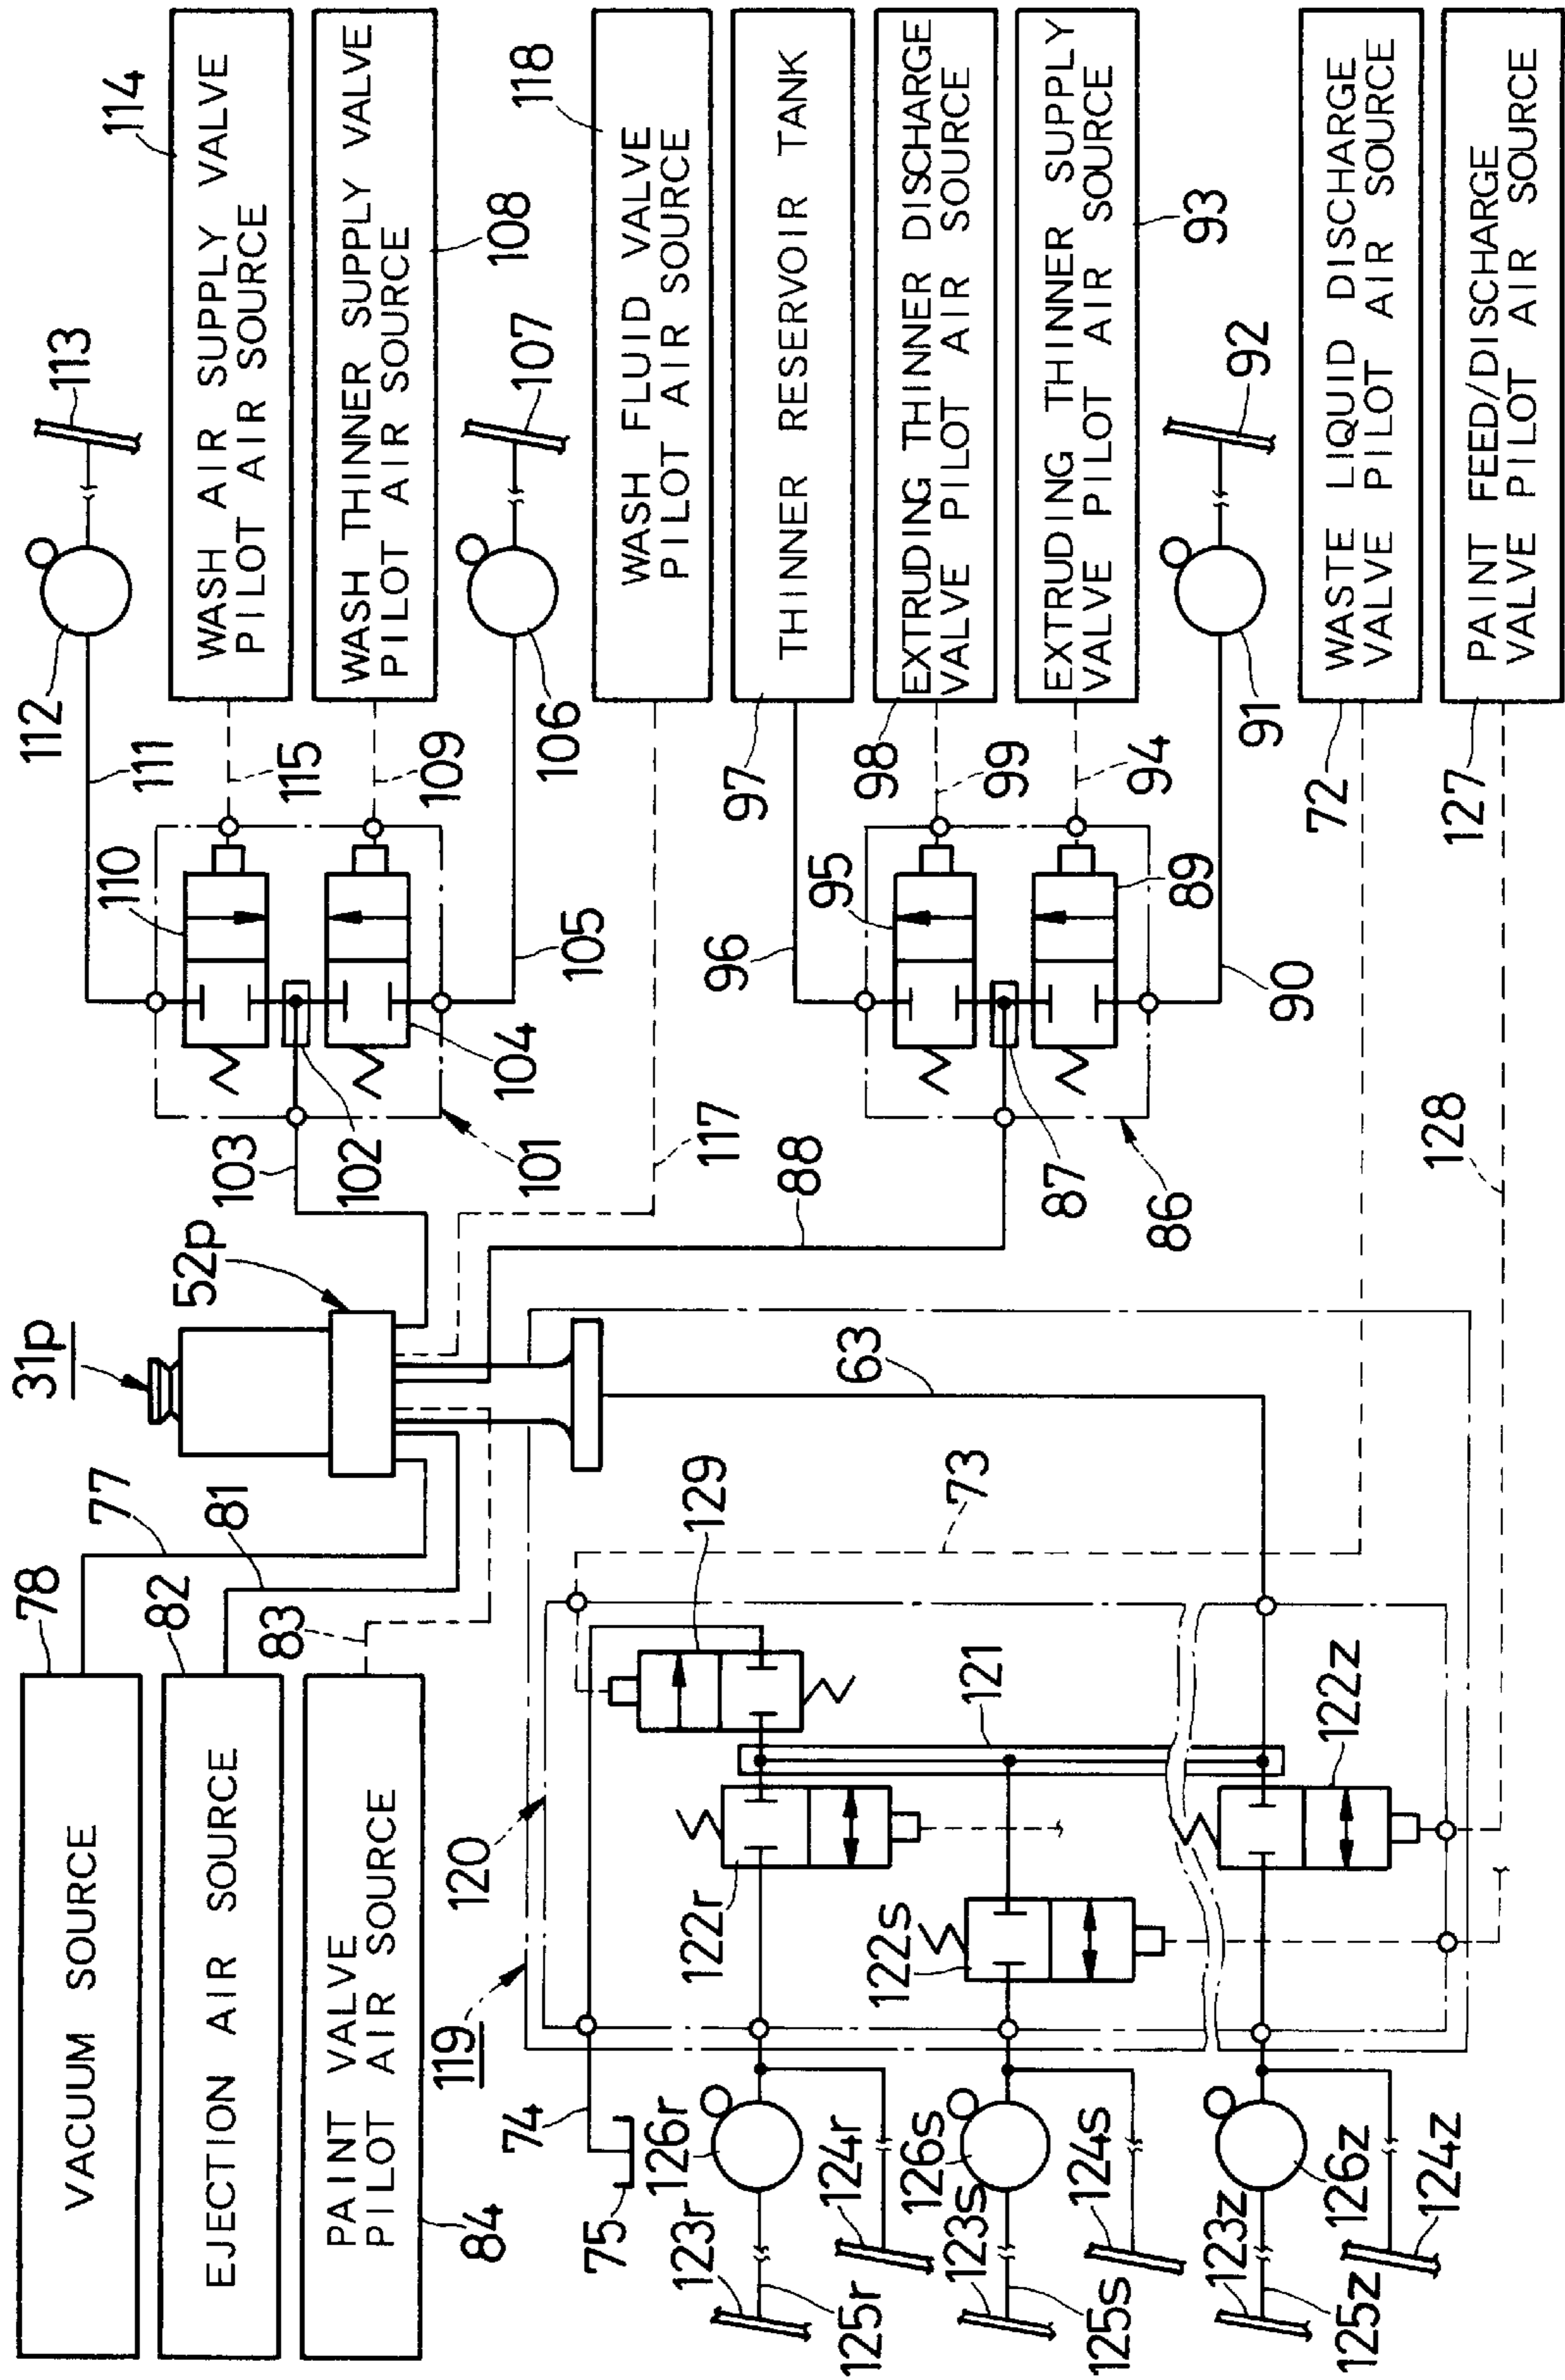 78
VACUUM SOURCE
77
82
EJECTION AIR SOURCE
81
83
PAINT VALVE
PILOT AIR SOURCE
84
31p
52p
103
102
101
104
110
111
112
113
114
WASH AIR SUPPLY VALVE
PILOT AIR SOURCE
115
WASH THINNER SUPPLY VALVE
PILOT AIR SOURCE
108
109
105
106
107
117
118
WASH FLUID VALVE
PILOT AIR SOURCE
THINNER RESERVOIR TANK
97
96
95
EXTRUDING THINNER DISCHARGE
VALVE PILOT AIR SOURCE
98
99
EXTRUDING THINNER SUPPLY
VALVE PILOT AIR SOURCE
93
94
88
87
86
89
90
91
92
WASTE LIQUID DISCHARGE
VALVE PILOT AIR SOURCE
72
PAINT FEED/DISCHARGE
VALVE PILOT AIR SOURCE
127
128
63
73
129
121
120
119
122r
122s
122z
74
75
126r
123r
124r
125r
126s
123s
124s
125s
126z
123z
124z
125z